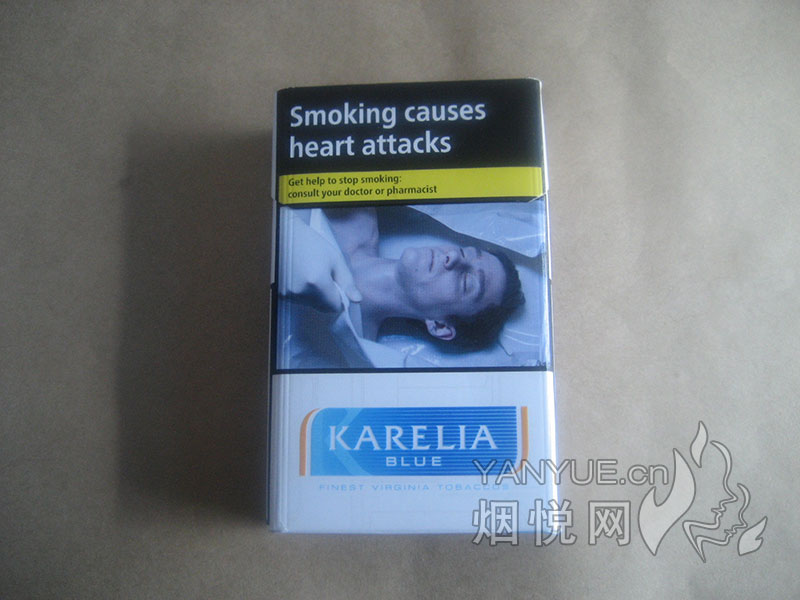 Smoking causes
heart attacks
Get help to stop smoking:
consult your doctor or pharmacist
KARELIA
BLUE
FINEST VIRGINIA TOBACCOS
YANYUE.cn
烟悦网